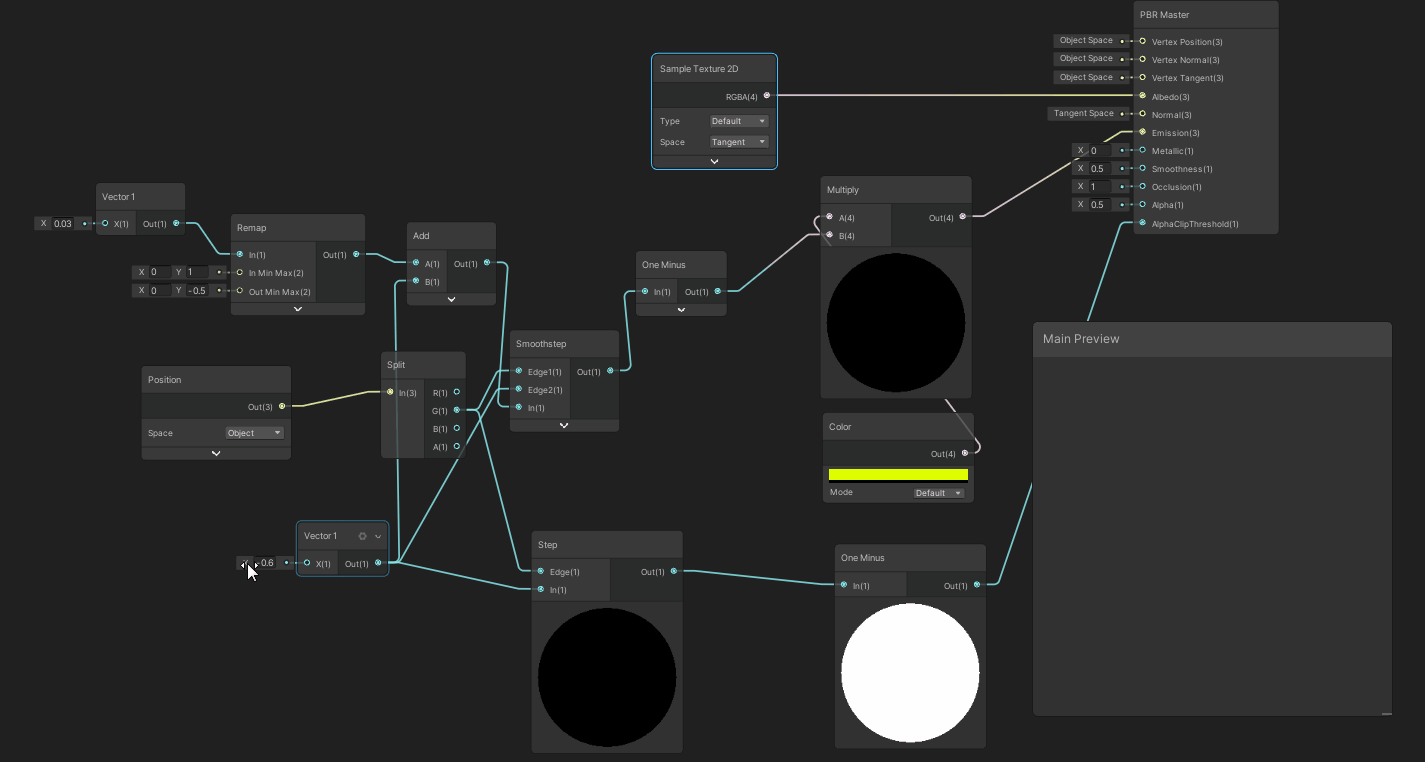 PBR Master
Object Space
Vertex Position(3)
Object Space
Vertex Normal(3)
Object Space
Vertex Tangent(3)
Albedo(3)
Tangent Space
Normal(3)
Emission(3)
X 0
Metallic(1)
X 0.5
Smoothness(1)
X 1
Occlusion(1)
X 0.5
Alpha(1)
AlphaClipThreshold(1)
Sample Texture 2D
RGBA(4)
Type Default
Space Tangent
Vector 1
X 0.03
X(1) Out(1)
Remap
In(1) Out(1)
X 0 Y 1
In Min Max(2)
X 0 Y -0.5
Out Min Max(2)
Add
A(1) Out(1)
B(1)
One Minus
In(1) Out(1)
Multiply
A(4) Out(4)
B(4)
Smoothstep
Edge1(1) Out(1)
Edge2(1)
In(1)
Position
Out(3)
Space Object
Split
In(3) R(1)
G(1)
B(1)
A(1)
Color
Out(4)
Mode Default
Main Preview
Vector 1
0.6
X(1) Out(1)
Step
Edge(1) Out(1)
In(1)
One Minus
In(1) Out(1)